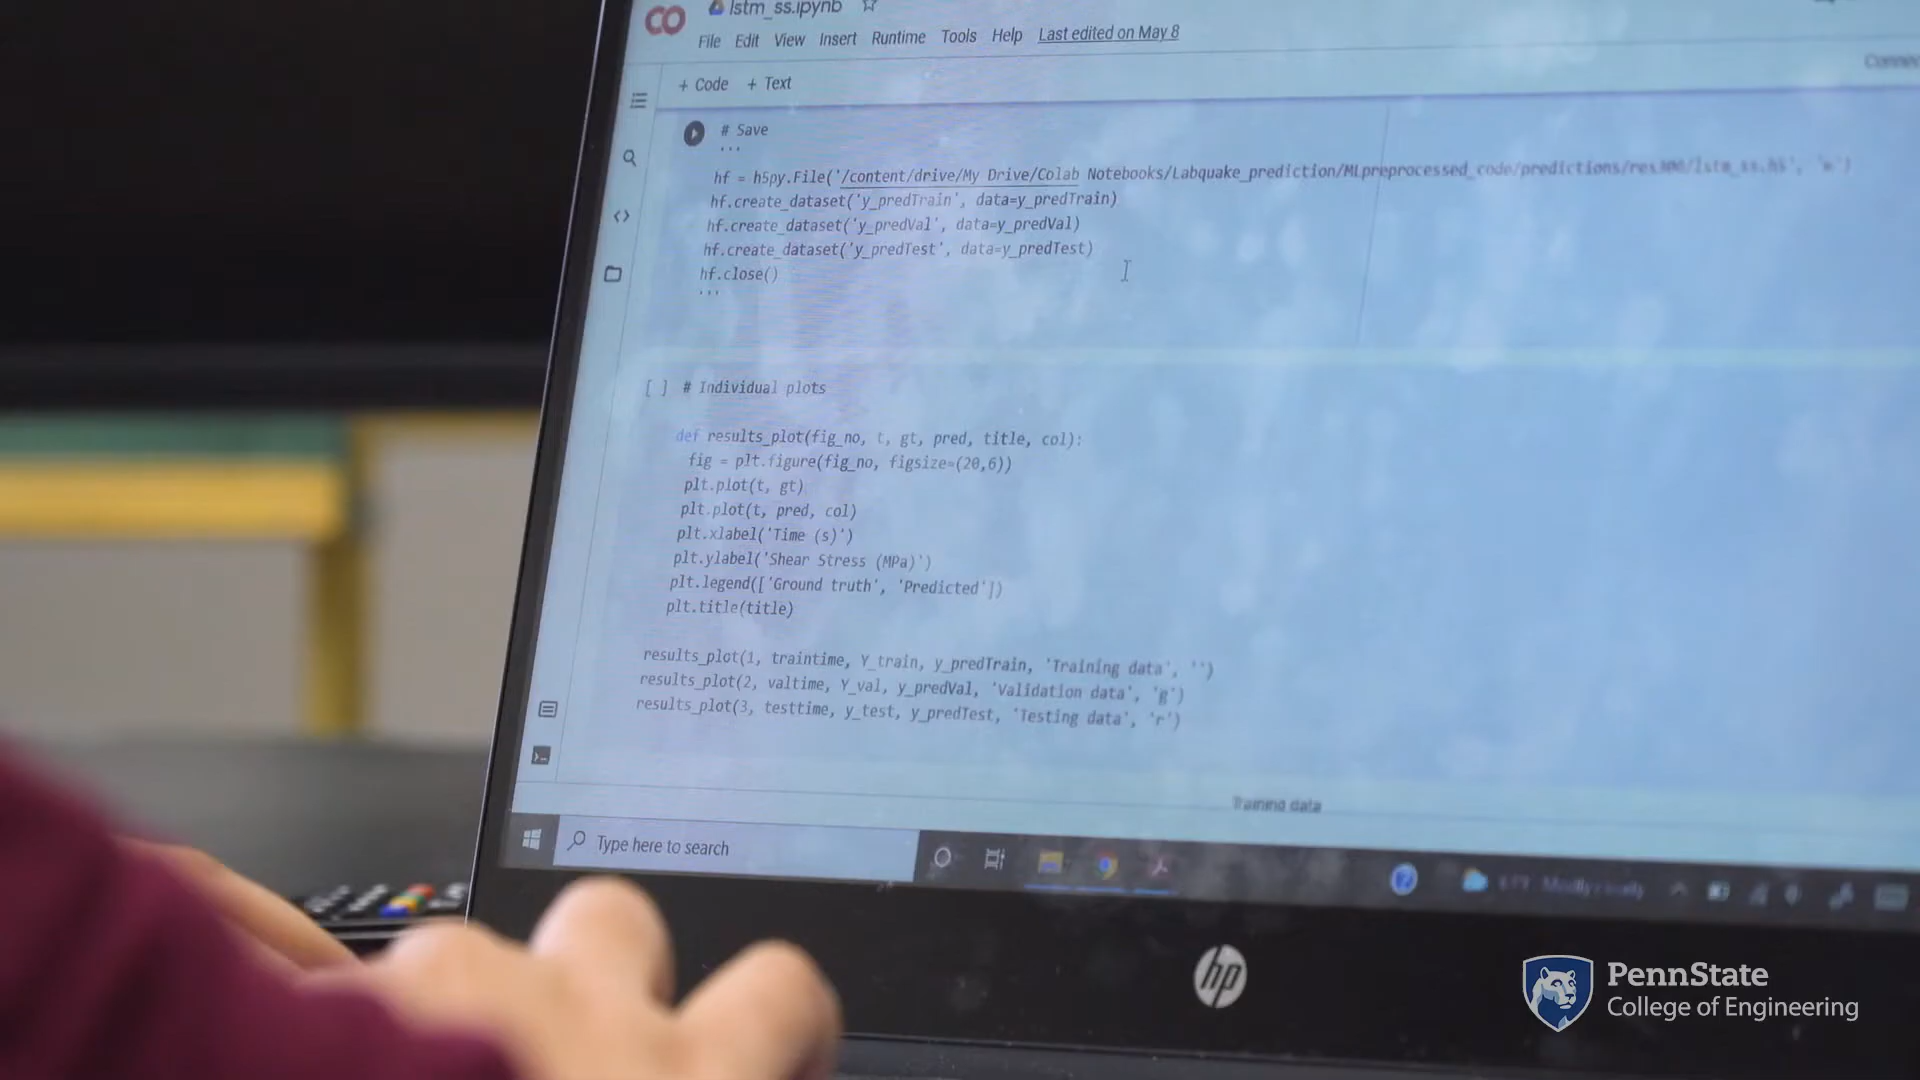 CO lstm_ss.ipynb
File Edit View Insert Runtime Tools Help Last edited on May 8
+ Code + Text
# Save
'''
hf = h5py.File('/content/drive/My Drive/Colab Notebooks/Labquake_prediction/MLpreprocessed_code/predictions/res800/lstm_ss.h5', 'w')
hf.create_dataset('y_predTrain', data=y_predTrain)
hf.create_dataset('y_predVal', data=y_predVal)
hf.create_dataset('y_predTest', data=y_predTest)
hf.close()
'''
[ ] # Individual plots
def results_plot(fig_no, t, gt, pred, title, col):
fig = plt.figure(fig_no, figsize=(20,6))
plt.plot(t, gt)
plt.plot(t, pred, col)
plt.xlabel('Time (s)')
plt.ylabel('Shear Stress (MPa)')
plt.legend(['Ground truth', 'Predicted'])
plt.title(title)
results_plot(1, traintime, Y_train, y_predTrain, 'Training data', '')
results_plot(2, valtime, Y_val, y_predVal, 'Validation data', 'g')
results_plot(3, testtime, y_test, y_predTest, 'Testing data', 'r')
Training data
Type here to search
hp
PennState
College of Engineering